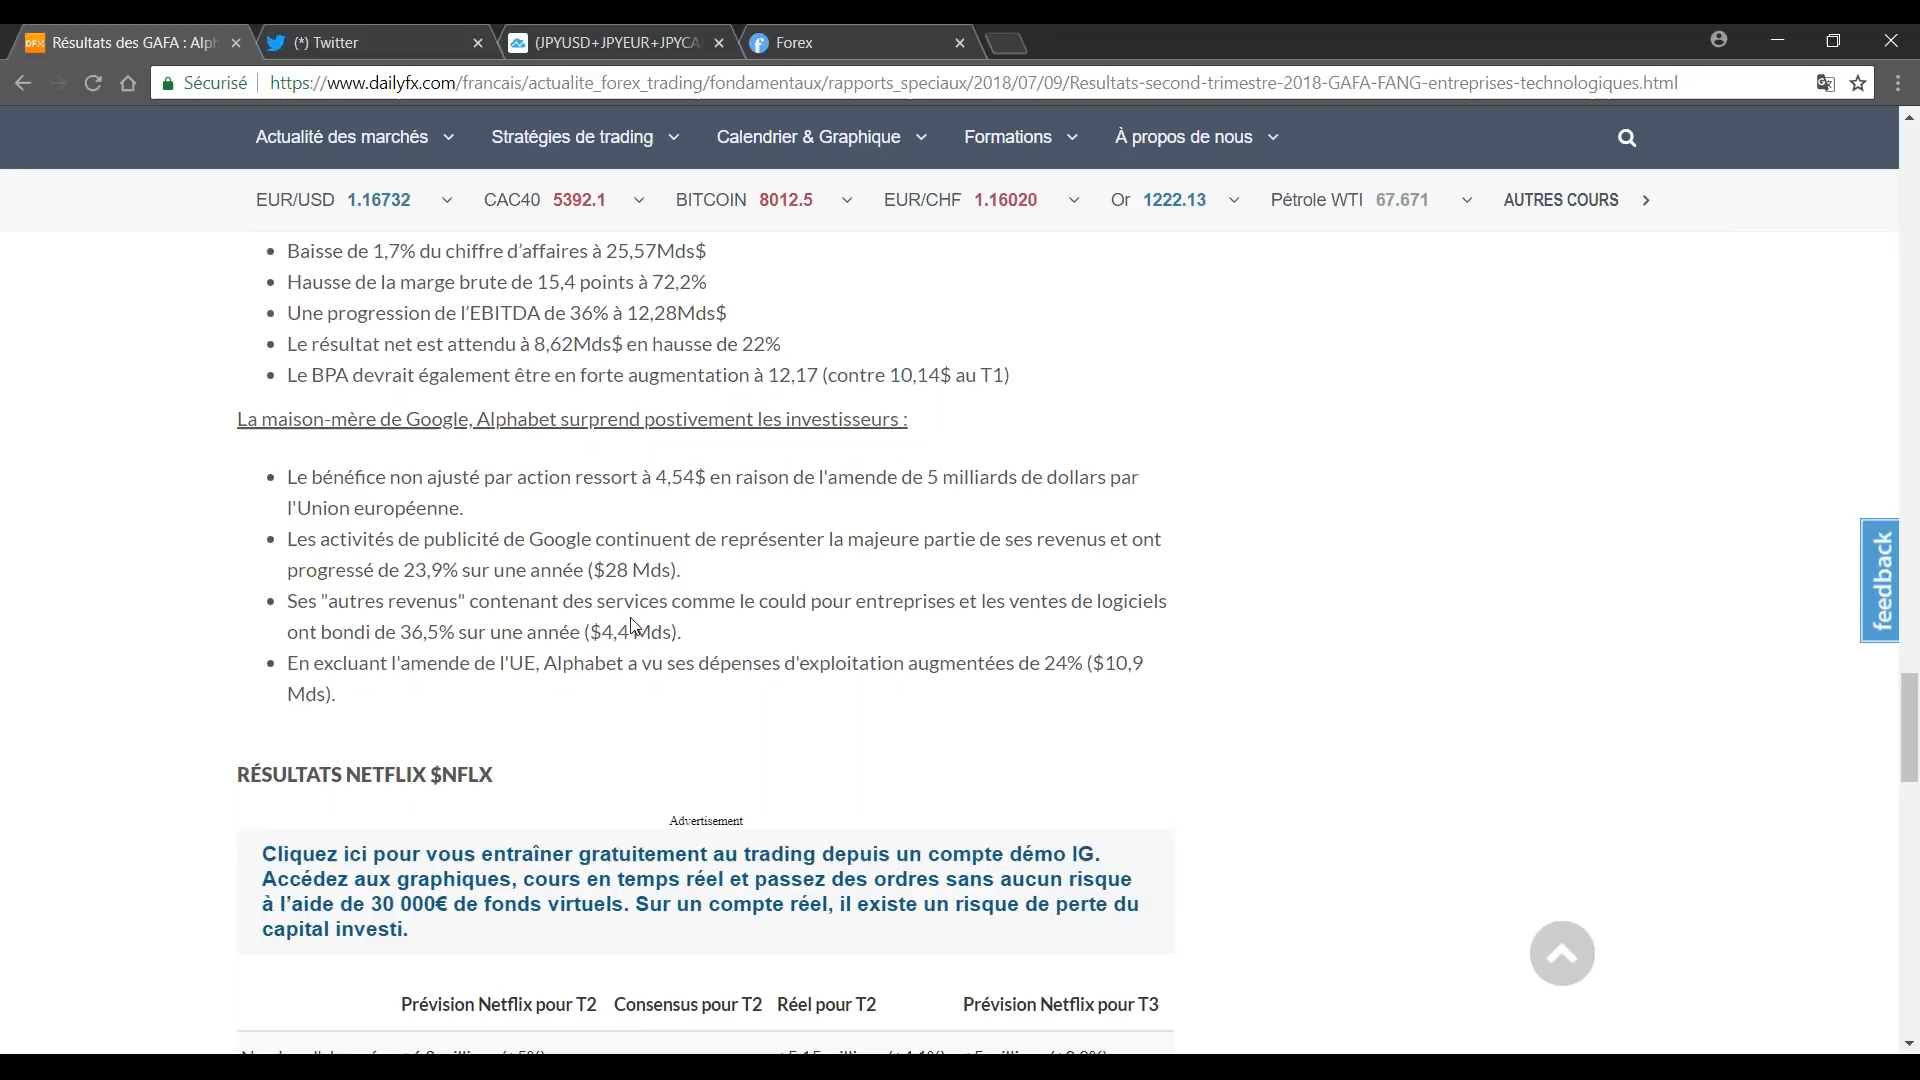 Résultats des GAFA : Alph
(*) Twitter
(JPYUSD+JPYEUR+JPYCA
Forex
Sécurisé
https://www.dailyfx.com/francais/actualite_forex_trading/fondamentaux/rapports_speciaux/2018/07/09/Resultats-second-trimestre-2018-GAFA-FANG-entreprises-technologiques.html
Actualité des marchés
Stratégies de trading
Calendrier & Graphique
Formations
À propos de nous
EUR/USD 1.16732
CAC40 5392.1
BITCOIN 8012.5
EUR/CHF 1.16020
Or 1222.13
Pétrole WTI 67.671
AUTRES COURS
Baisse de 1,7% du chiffre d'affaires à 25,57Mds$
Hausse de la marge brute de 15,4 points à 72,2%
Une progression de l'EBITDA de 36% à 12,28Mds$
Le résultat net est attendu à 8,62Mds$ en hausse de 22%
Le BPA devrait également être en forte augmentation à 12,17 (contre 10,14$ au T1)
La maison-mère de Google, Alphabet surprend postivement les investisseurs :
Le bénéfice non ajusté par action ressort à 4,54$ en raison de l'amende de 5 milliards de dollars par
l'Union européenne.
Les activités de publicité de Google continuent de représenter la majeure partie de ses revenus et ont
progressé de 23,9% sur une année ($28 Mds).
Ses "autres revenus" contenant des services comme le could pour entreprises et les ventes de logiciels
ont bondi de 36,5% sur une année ($4,4 Mds).
En excluant l'amende de l'UE, Alphabet a vu ses dépenses d'exploitation augmentées de 24% ($10,9
Mds).
feedback
RÉSULTATS NETFLIX $NFLX
Advertisement
Cliquez ici pour vous entraîner gratuitement au trading depuis un compte démo IG.
Accédez aux graphiques, cours en temps réel et passez des ordres sans aucun risque
à l'aide de 30 000€ de fonds virtuels. Sur un compte réel, il existe un risque de perte du
capital investi.
Prévision Netflix pour T2 Consensus pour T2 Réel pour T2 Prévision Netflix pour T3